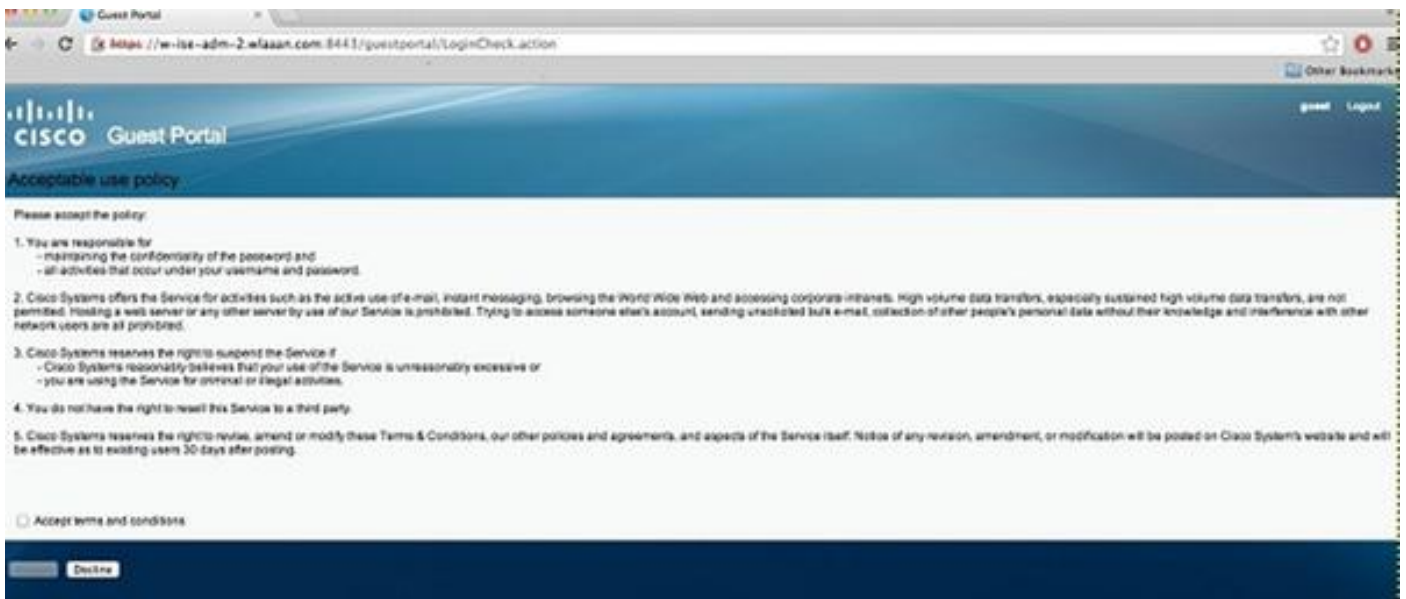 Guest Portal
https://w-ise-adm-2.wlaaan.com:8443/guestportal/LoginCheck.action
Other Bookmarks
CISCO Guest Portal
guest Logout
Acceptable use policy
Please accept the policy:
1. You are responsible for
- maintaining the confidentiality of the password and
- all activities that occur under your username and password.
2. Cisco Systems offers the Service for activities such as the active use of e-mail, instant messaging, browsing the World Wide Web and accessing corporate intranets. High volume data transfers, especially sustained high volume data transfers, are not
permitted. Hosting a web server or any other server by use of our Service is prohibited. Trying to access someone else's account, sending unsolicited bulk e-mail, collection of other people's personal data without their knowledge and interference with other
network users are all prohibited.
3. Cisco Systems reserves the right to suspend the Service if
- Cisco Systems reasonably believes that your use of the Service is unreasonably excessive or
- you are using the Service for criminal or illegal activities.
4. You do not have the right to resell this Service to a third party.
5. Cisco Systems reserves the right to revise, amend or modify these Terms & Conditions, our other policies and agreements, and aspects of the Service itself. Notice of any revision, amendment, or modification will be posted on Cisco System's website and will
be effective as to existing users 30 days after posting.
Accept terms and conditions
Decline